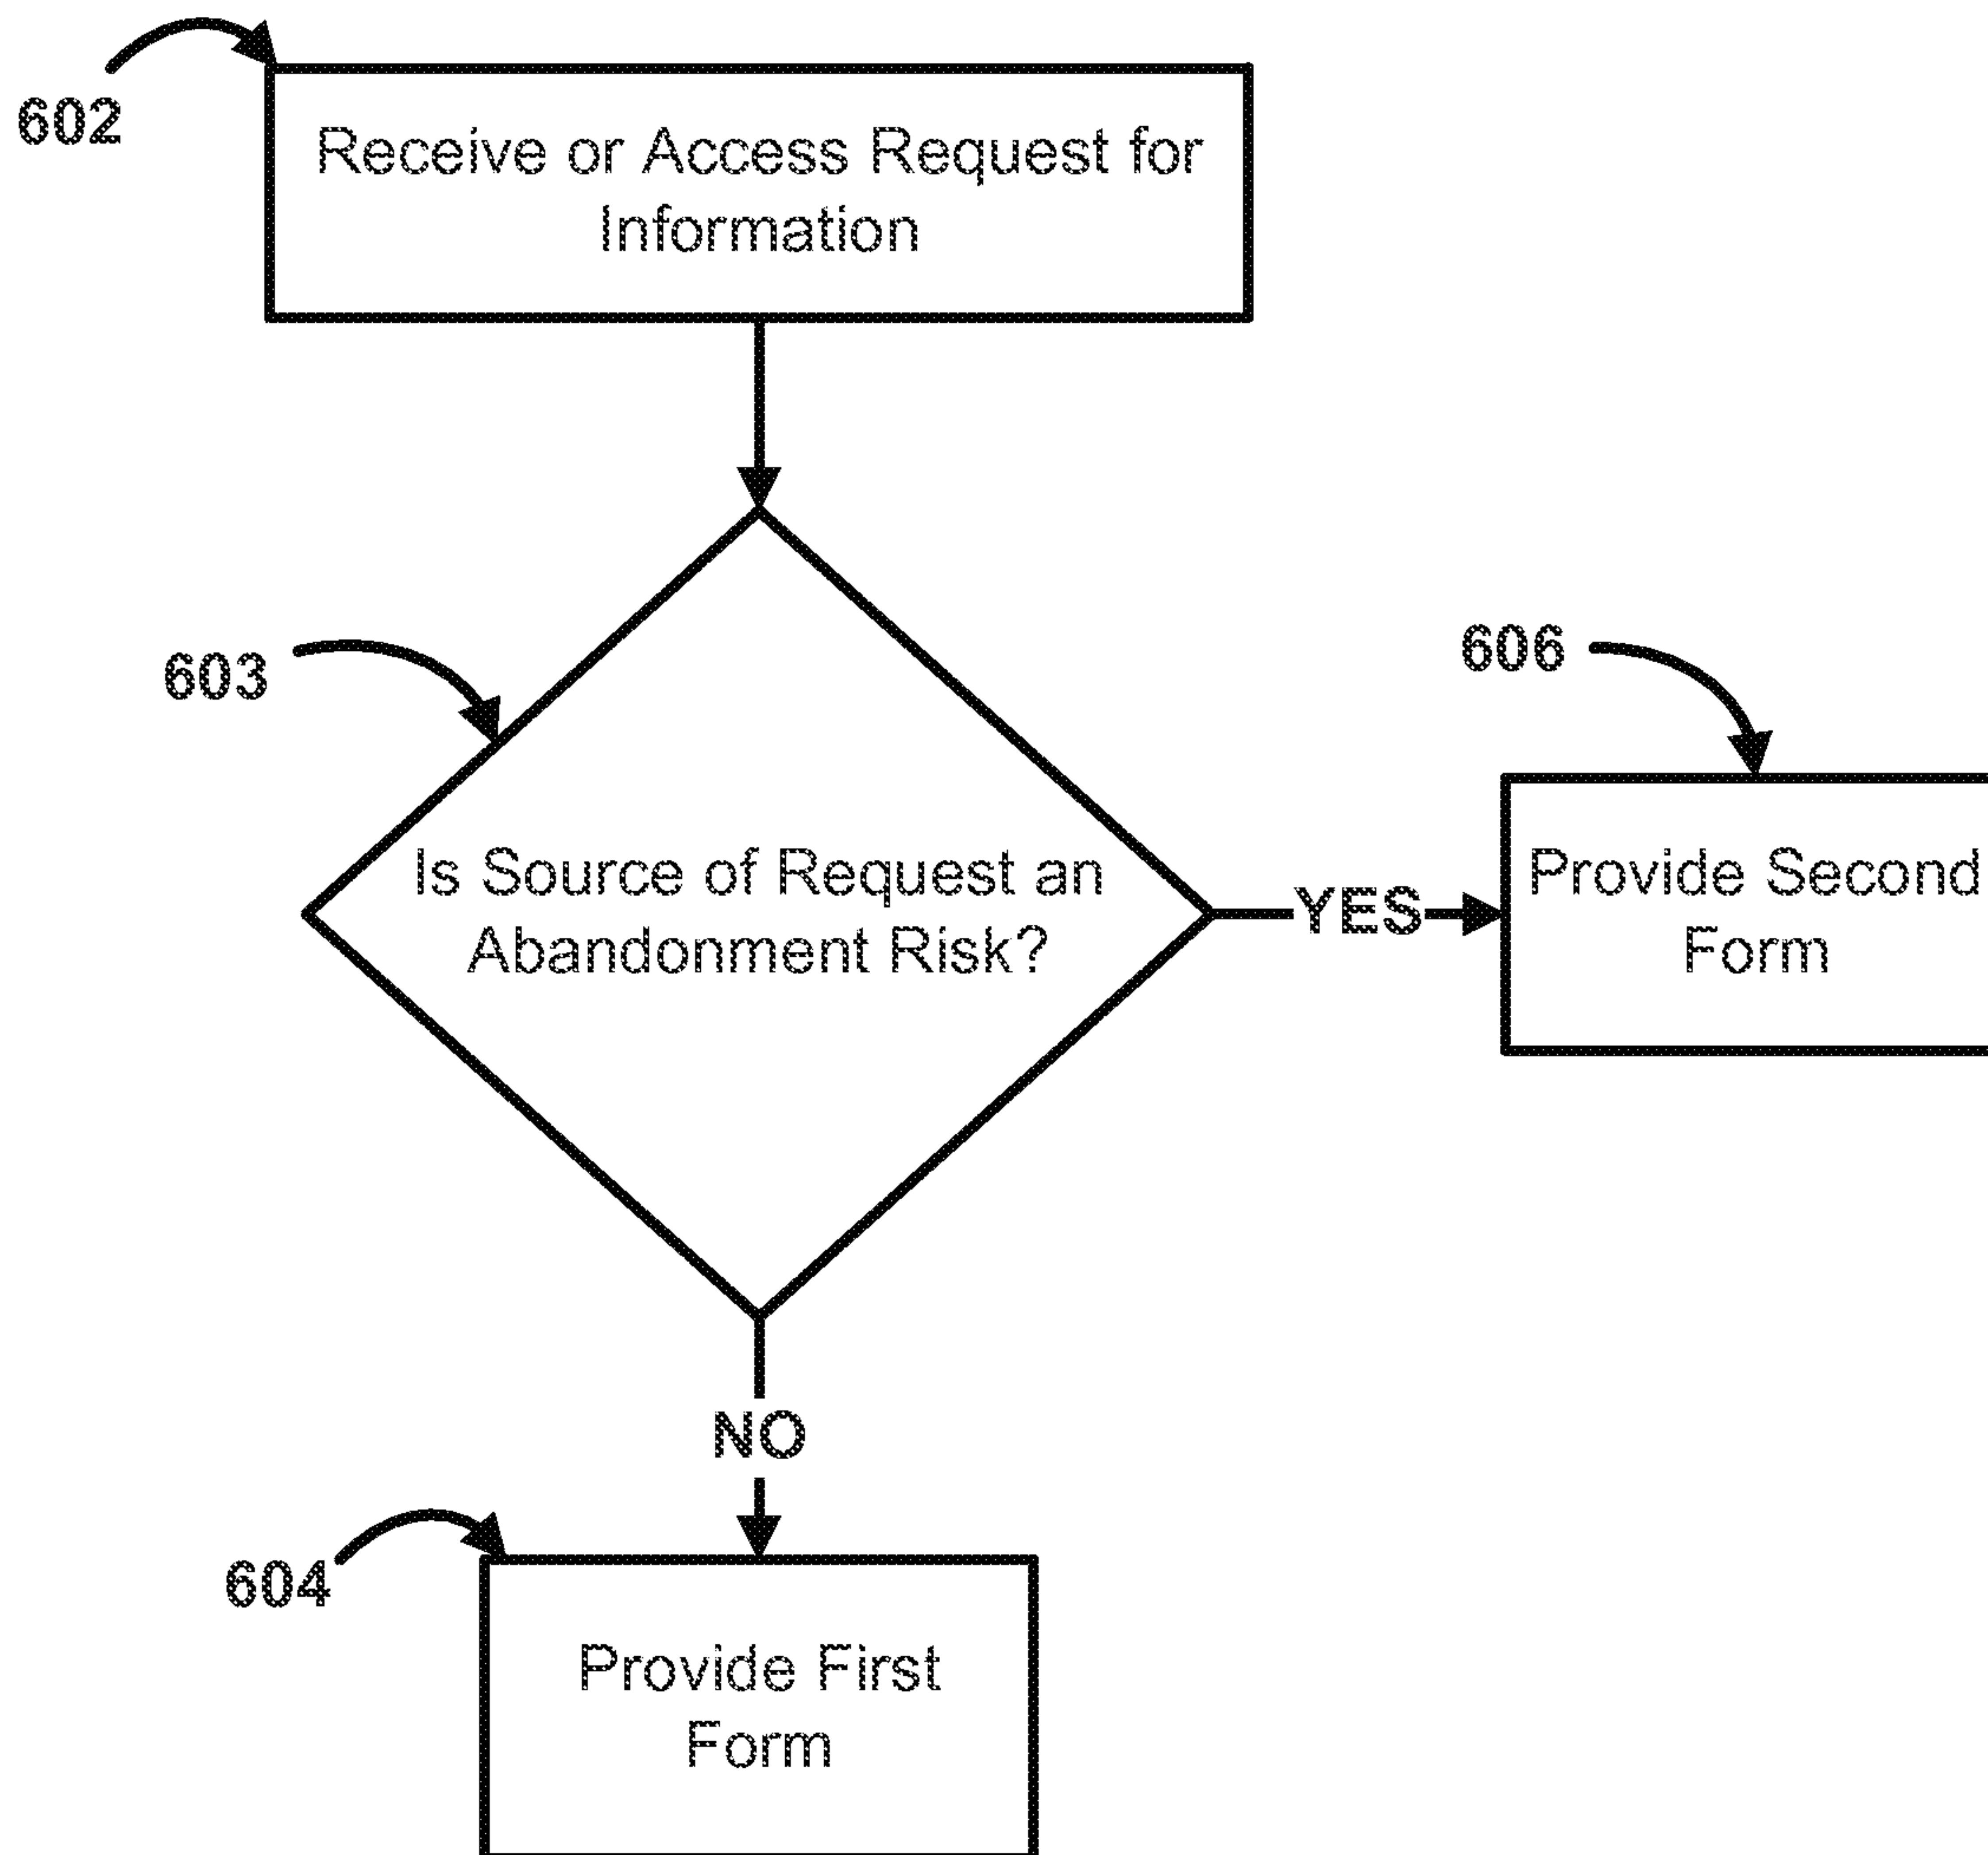 602
Receive or Access Request for
Information
603
Is Source of Request an
Abandonment Risk?
YES
606
Provide Second
Form
NO
604
Provide First
Form